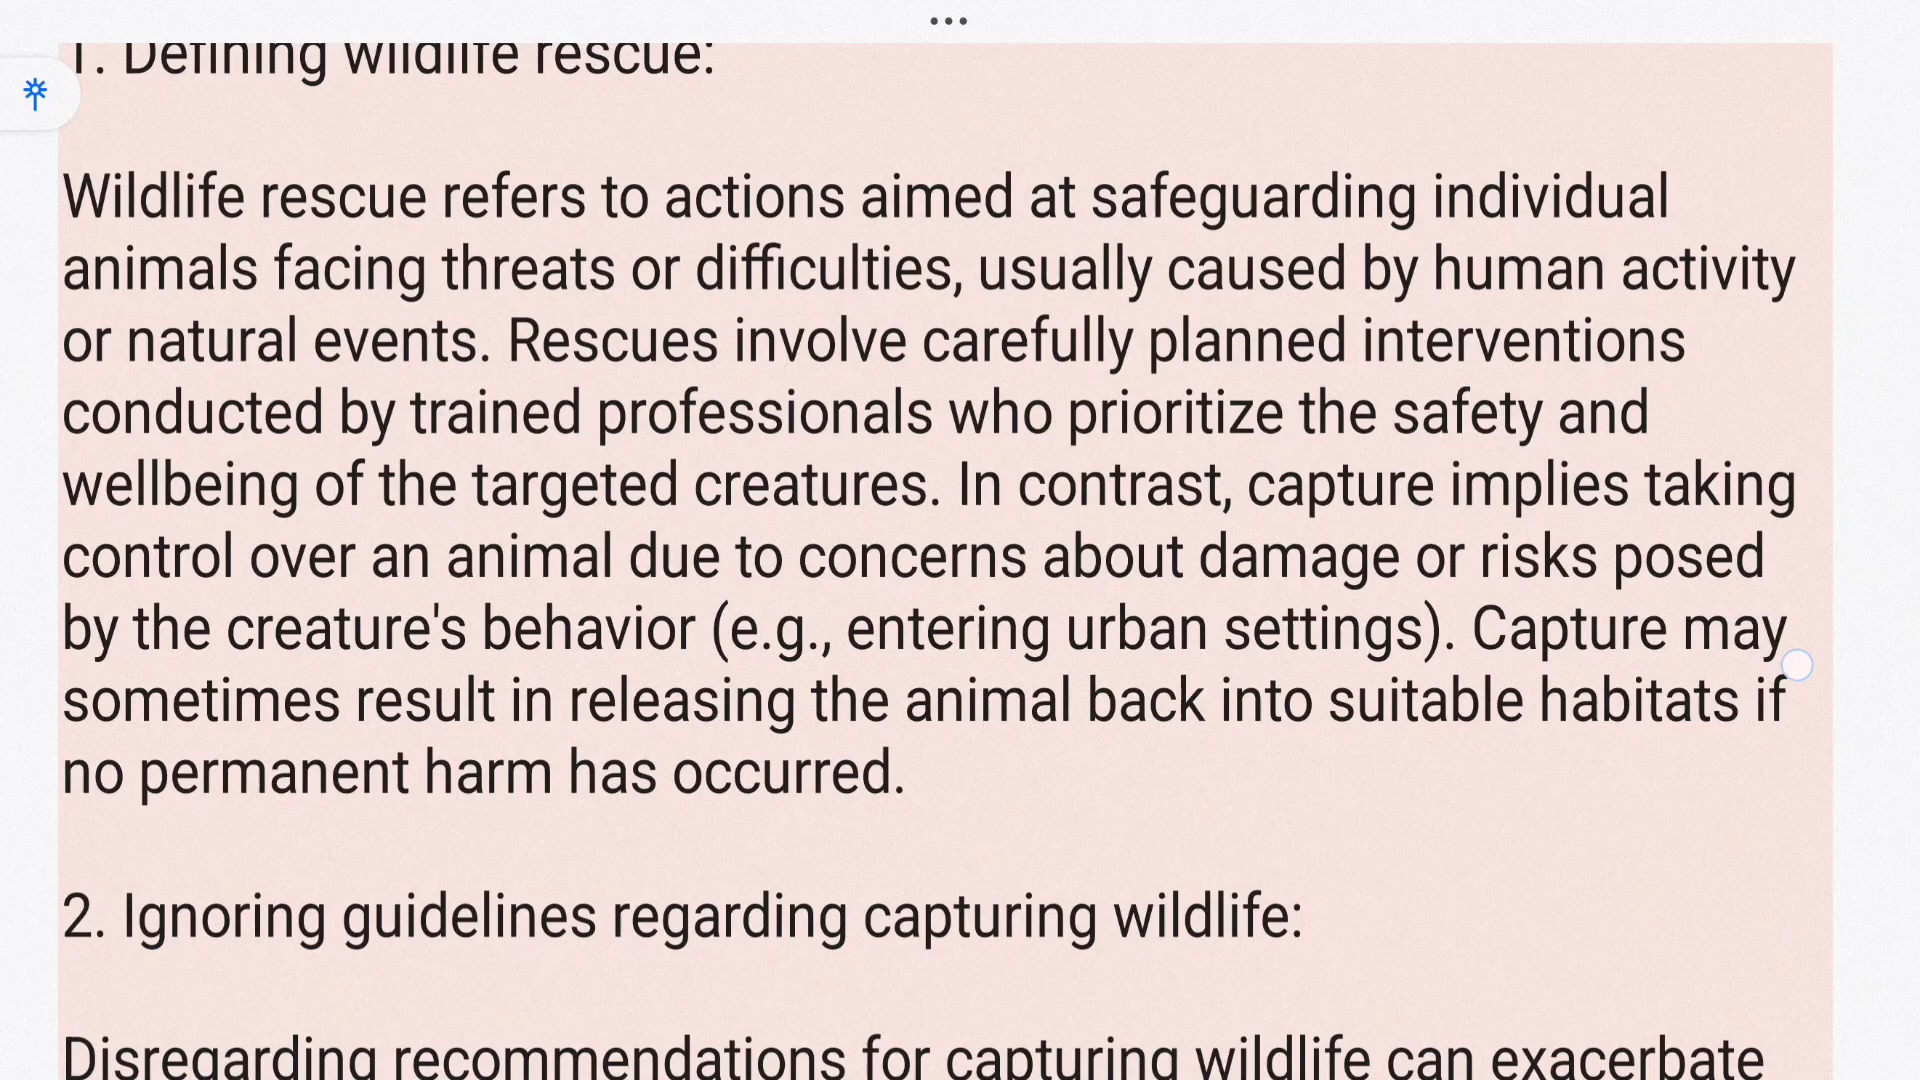 1. Defining wildlife rescue:
Wildlife rescue refers to actions aimed at safeguarding individual
animals facing threats or difficulties, usually caused by human activity
or natural events. Rescues involve carefully planned interventions
conducted by trained professionals who prioritize the safety and
wellbeing of the targeted creatures. In contrast, capture implies taking
control over an animal due to concerns about damage or risks posed
by the creature's behavior (e.g., entering urban settings). Capture may
sometimes result in releasing the animal back into suitable habitats if
no permanent harm has occurred.
2. Ignoring guidelines regarding capturing wildlife:
Disregarding recommendations for capturing wildlife can exacerbate